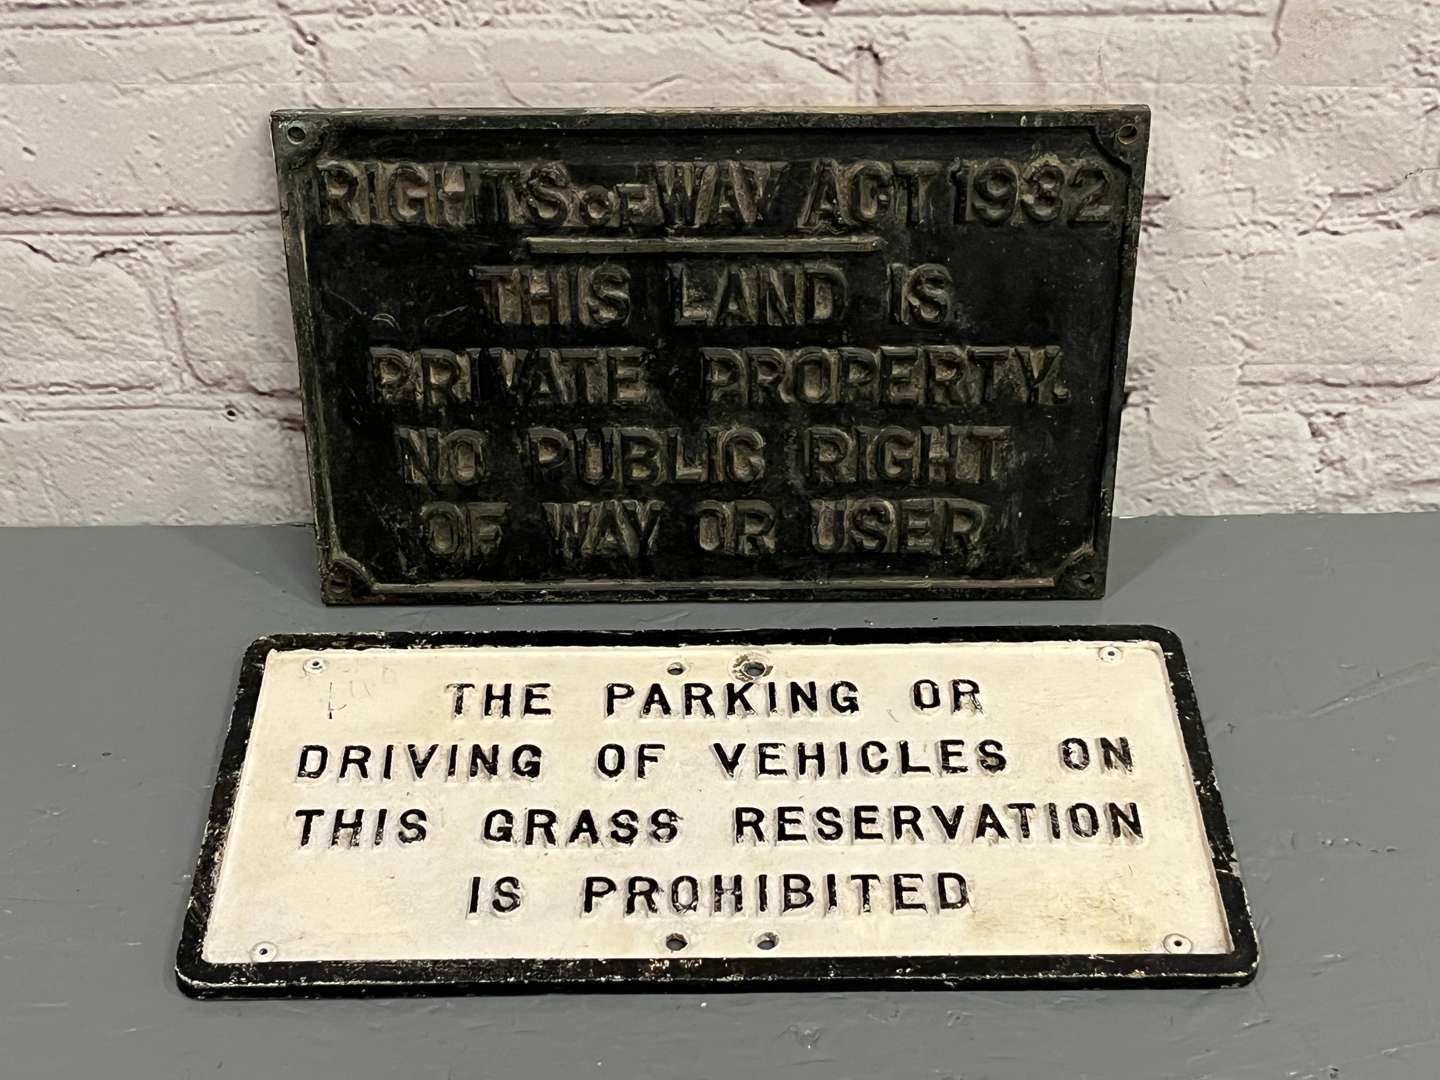 RIGHTS OF WAY ACT 1932
THIS LAND IS
PRIVATE PROPERTY.
NO PUBLIC RIGHT
OF WAY OR USER
THE PARKING OR
DRIVING OF VEHICLES ON
THIS GRASS RESERVATION
IS PROHIBITED